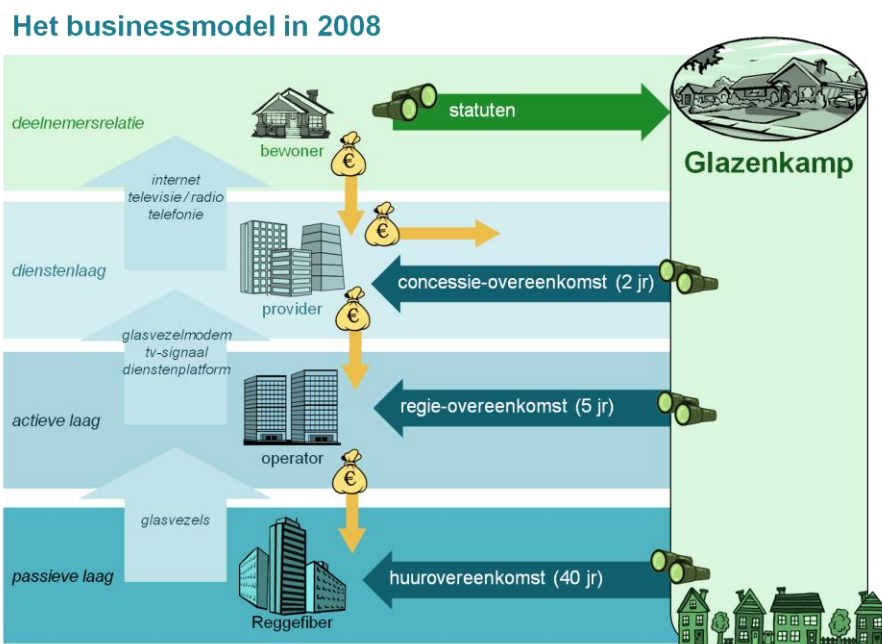 Het businessmodel in 2008
deelnemersrelatie
bewoner
statuten
Glazenkamp
€
internet
televisie / radio
telefonie
€
dienstenlaag
provider
concessie-overeenkomst (2 jr)
€
glasvezelmodem
tv-signaal
dienstenplatform
actieve laag
operator
regie-overeenkomst (5 jr)
€
glasvezels
passieve laag
Reggefiber
huurovereenkomst (40 jr)